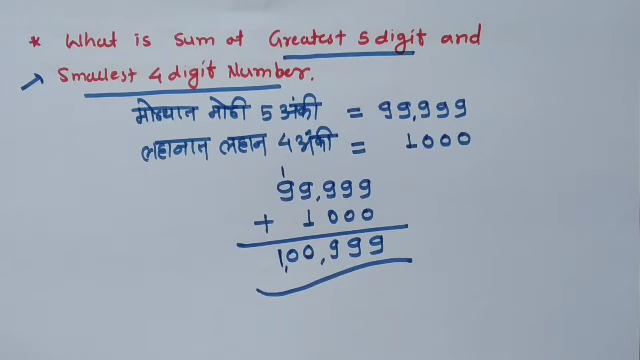 * What is sum of Greatest 5 digit and
→ Smallest 4 digit Number.
मोठ्यान मोठी 5 अंकी = 99,999
लहानान लहान 4 अंकी = 1000
1
99,999
+ 1000
1,00,999